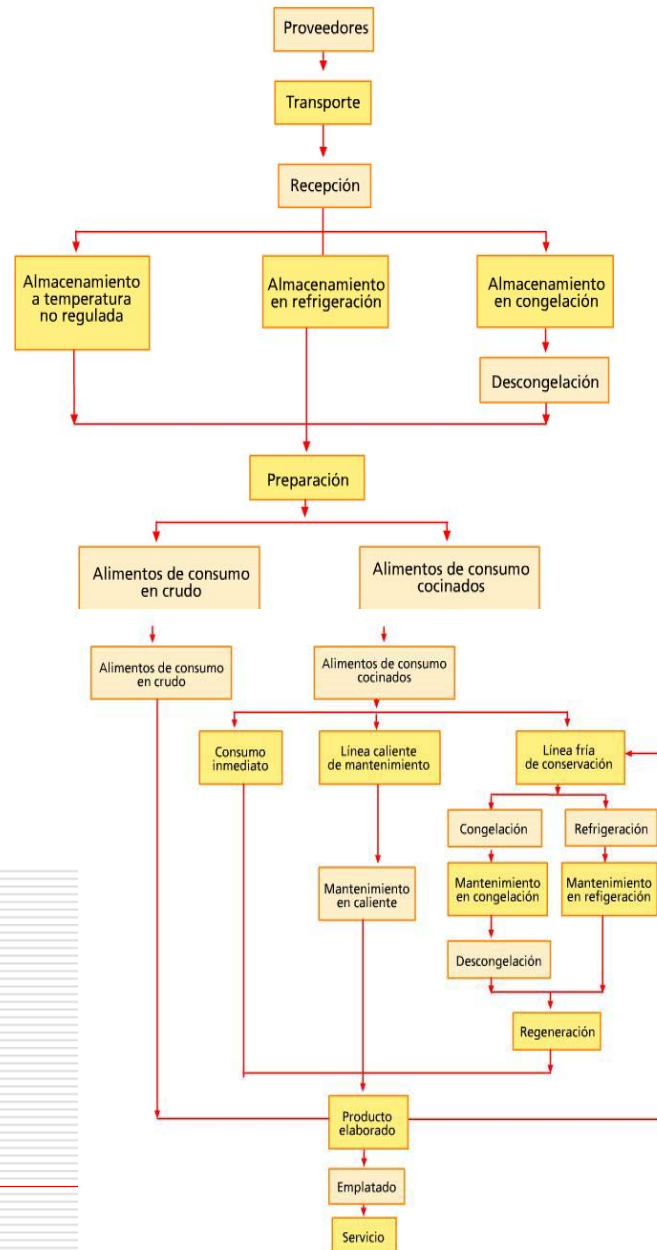 Proveedores
Transporte
Recepción
Almacenamiento
a temperatura
no regulada
Almacenamiento
en refrigeración
Almacenamiento
en congelación
Descongelación
Preparación
Alimentos de consumo
en crudo
Alimentos de consumo
cocinados
Alimentos de consumo
en crudo
Alimentos de consumo
cocinados
Consumo
inmediato
Línea caliente
de mantenimiento
Línea fría
de conservación
Congelación
Refrigeración
Mantenimiento
en caliente
Mantenimiento
en congelación
Mantenimiento
en refigeración
Descongelación
Regeneración
Producto
elaborado
Emplatado
Servicio